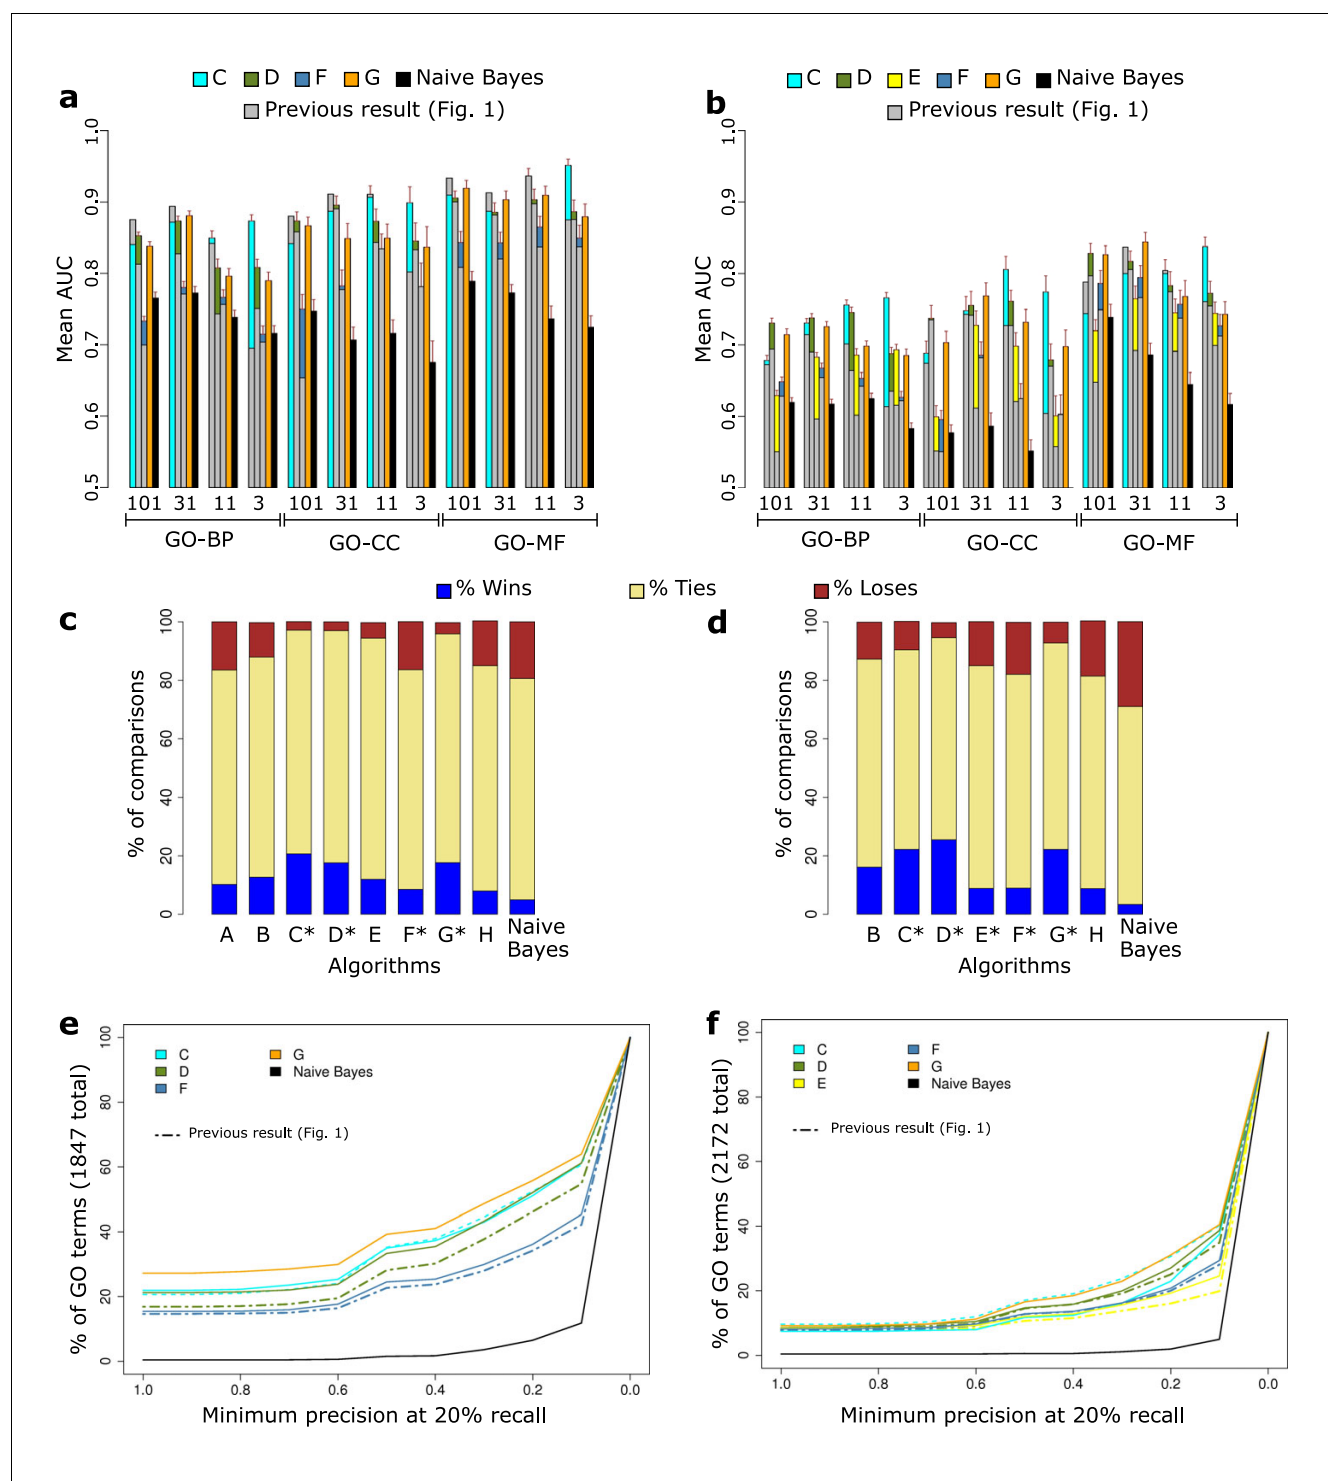 a
C D F G Naive Bayes
Previous result (Fig. 1)
Mean AUC
1.0
0.9
0.8
0.7
0.6
0.5
101 31 11 3 101 31 11 3 101 31 11 3
GO-BP GO-CC GO-MF
b
C D E F G Naive Bayes
Previous result (Fig. 1)
Mean AUC
1.0
0.9
0.8
0.7
0.6
0.5
101 31 11 3 101 31 11 3 101 31 11 3
GO-BP GO-CC GO-MF
% Wins % Ties % Loses
c
% of comparisons
100
80
60
40
20
0
A B C* D* E F* G* H Naive
Bayes
Algorithms
d
% of comparisons
100
80
60
40
20
0
B C* D* E* F* G* H Naive
Bayes
Algorithms
e
% of GO terms (1847 total)
100
80
60
40
20
0
C G
D Naive Bayes
F
Previous result (Fig. 1)
1.0 0.8 0.6 0.4 0.2 0.0
Minimum precision at 20% recall
f
% of GO terms (2172 total)
100
80
60
40
20
0
C F
D G
E Naive Bayes
Previous result (Fig. 1)
1.0 0.8 0.6 0.4 0.2 0.0
Minimum precision at 20% recall